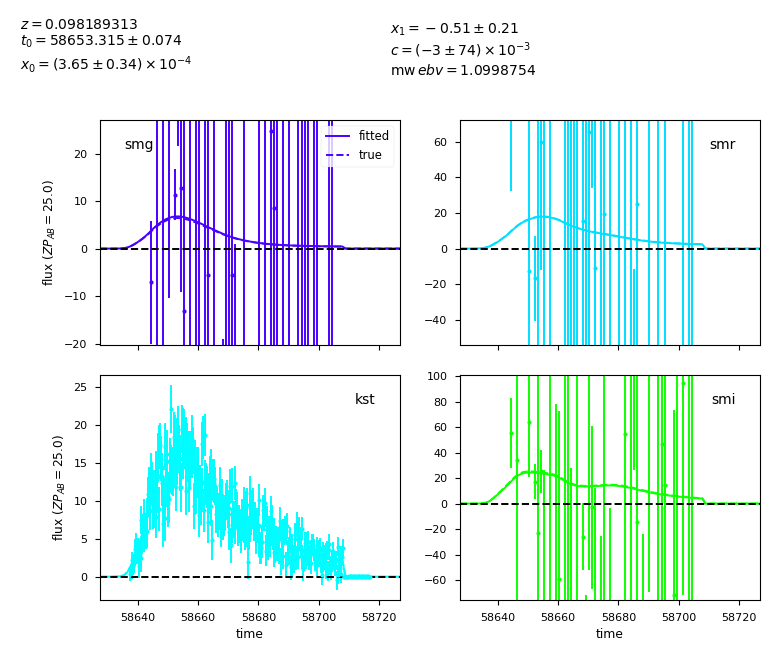 z = 0.098189313
t₀ = 58653.315 ± 0.074
x₀ = (3.65 ± 0.34) × 10⁻⁴
x₁ = −0.51 ± 0.21
c = (−3 ± 74) × 10⁻³
mw ebv = 1.0998754
smg
fitted
true
20
10
0
−10
−20
flux (ZP_AB = 25.0)
smr
60
40
20
0
−20
−40
kst
25
20
15
10
5
0
flux (ZP_AB = 25.0)
58640 58660 58680 58700 58720
time
smi
100
80
60
40
20
0
−20
−40
−60
58640 58660 58680 58700 58720
time